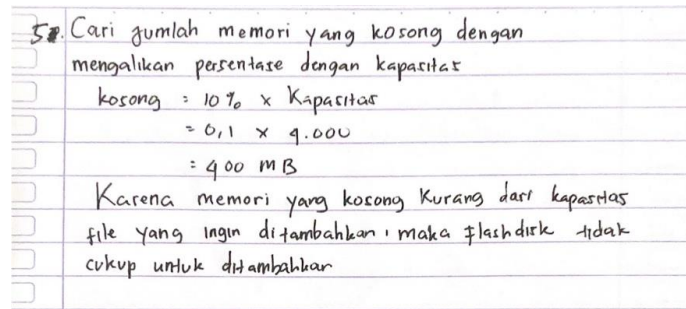 5. Cari jumlah memori yang kosong dengan
mengalikan persentase dengan kapasitas
kosong = 10 % x Kapasitas
= 0,1 x 4.000
= 400 MB
Karena memori yang kosong kurang dari kapasitas
file yang ingin ditambahkan, maka flashdisk tidak
cukup untuk ditambahkan